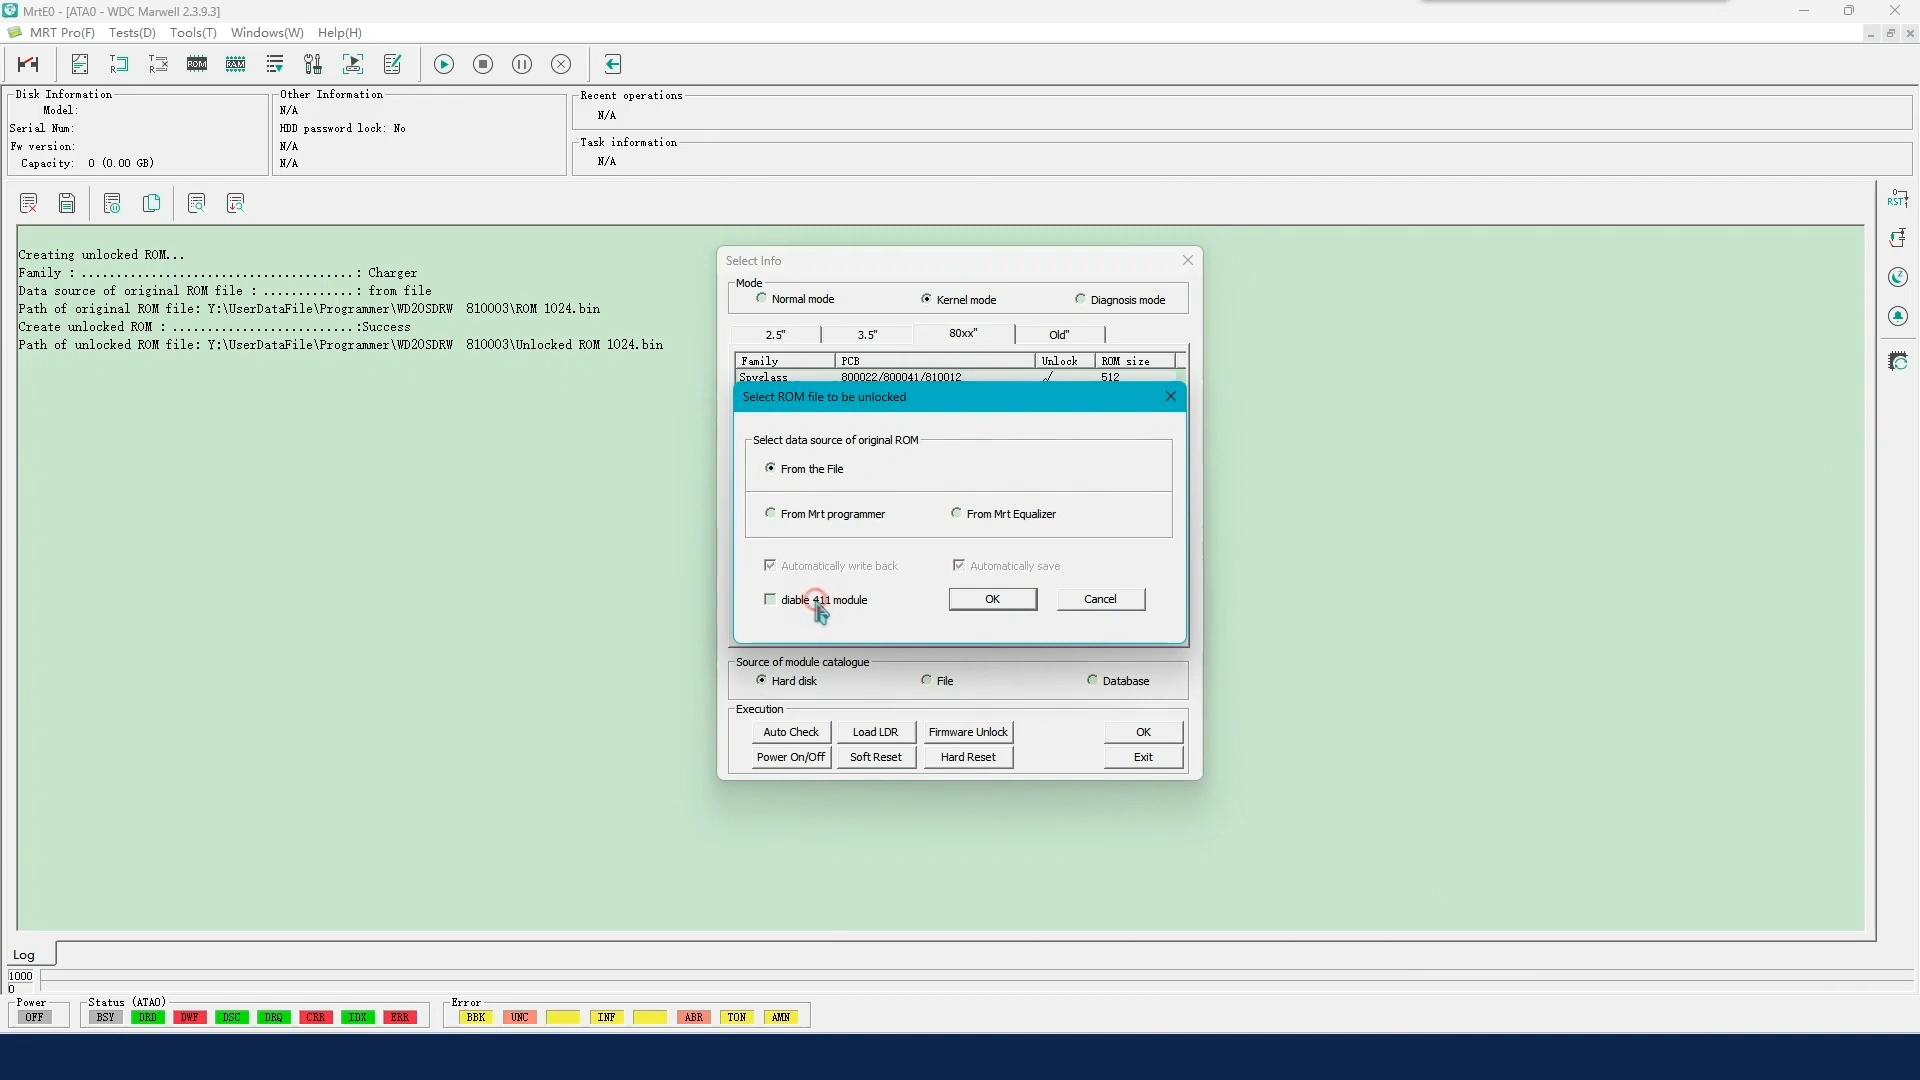 MrtE0 - [ATA0 - WDC Marwell 2.3.9.3]
MRT Pro(F) Tests(D) Tools(T) Windows(W) Help(H)
ROM RAM
Disk Information
Model:
Serial Num:
Fw version:
Capacity: 0 (0.00 GB)
Other Information
N/A
HDD password lock: No
N/A
N/A
Recent operations
N/A
Task information
N/A
RST
Creating unlocked ROM...
Family : .......................................: Charger
Data source of original ROM file : .............: from file
Path of original ROM file: Y:\UserDataFile\Programmer\WD20SDRW 810003\ROM 1024.bin
Create unlocked ROM : ..........................:Success
Path of unlocked ROM file: Y:\UserDataFile\Programmer\WD20SDRW 810003\Unlocked ROM 1024.bin
Select Info
Mode
Normal mode Kernel mode Diagnosis mode
2.5" 3.5" 80xx" Old"
Family PCB Unlock ROM size
Spyglass 800022/800041/810012 √ 512
Select ROM file to be unlocked
Select data source of original ROM
From the File
From Mrt programmer From Mrt Equalizer
Automatically write back Automatically save
diable 411 module OK Cancel
Source of module catalogue
Hard disk File Database
Execution
Auto Check Load LDR Firmware Unlock OK
Power On/Off Soft Reset Hard Reset Exit
Log
1000
0
Power
OFF
Status (ATA0)
BSY DRD DWF DSC DRQ CRR IDX ERR
Error
BBK UNC INF ABR TON AMN